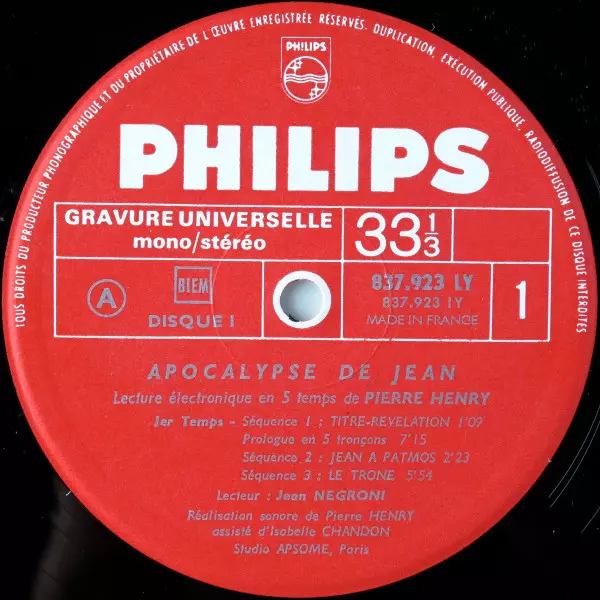 TOUS DROITS DU PRODUCTEUR PHONOGRAPHIQUE ET DU PROPRIÉTAIRE DE L'ŒUVRE ENREGISTRÉE RÉSERVÉS. DUPLICATION, EXÉCUTION PUBLIQUE, RADIODIFFUSION DE CE DISQUE INTERDITES
PHILIPS
PHILIPS
GRAVURE UNIVERSELLE
mono/stéréo
33 1/3
A
BIEM
DISQUE 1
837.923 LY
837.923 1Y
MADE IN FRANCE
1
APOCALYPSE DE JEAN
Lecture électronique en 5 temps de PIERRE HENRY
1er Temps - Séquence 1 : TITRE-REVELATION 1'09
Prologue en 5 tronçons 7'15
Séquence 2 : JEAN A PATMOS 2'23
Séquence 3 : LE TRONE 5'54
Lecteur : Jean NEGRONI
Réalisation sonore de Pierre HENRY
assisté d'Isabelle CHANDON
Studio APSOME, Paris